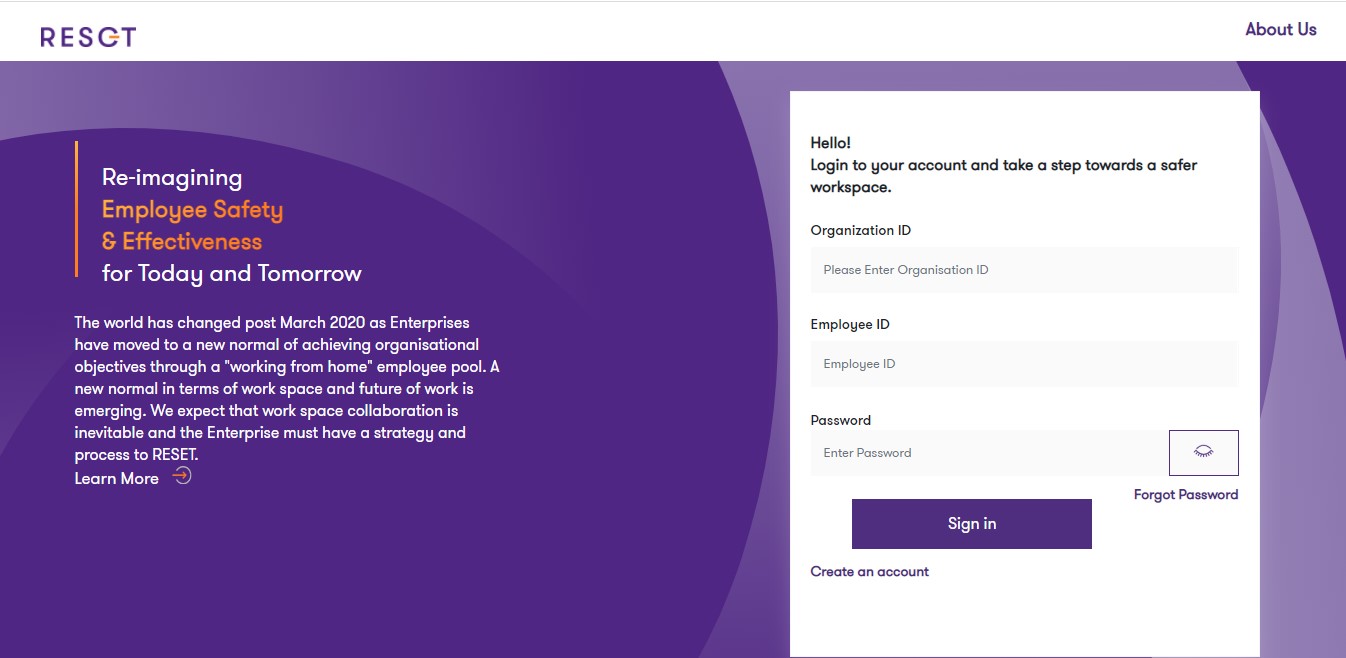 RESET
About Us
Re-imagining
Employee Safety
& Effectiveness
for Today and Tomorrow
The world has changed post March 2020 as Enterprises
have moved to a new normal of achieving organisational
objectives through a "working from home" employee pool. A
new normal in terms of work space and future of work is
emerging. We expect that work space collaboration is
inevitable and the Enterprise must have a strategy and
process to RESET.
Learn More
Hello!
Login to your account and take a step towards a safer
workspace.
Organization ID
Please Enter Organisation ID
Employee ID
Employee ID
Password
Enter Password
Forgot Password
Sign in
Create an account